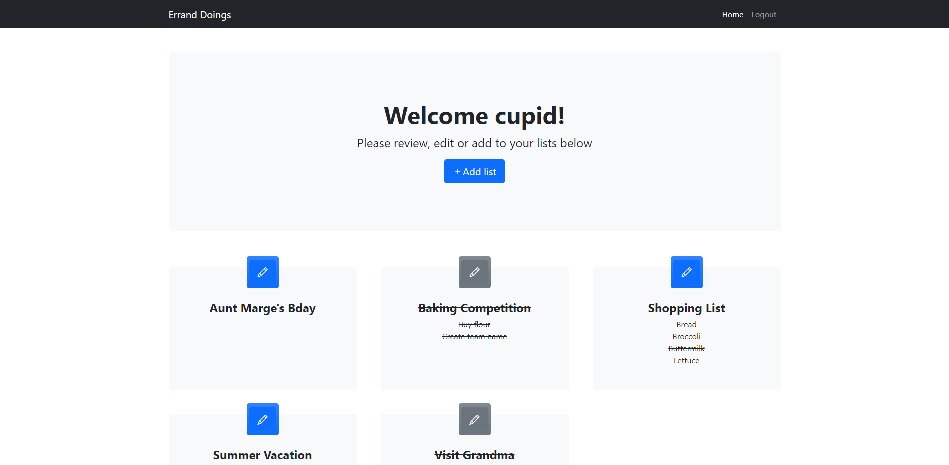 Errand Doings
Home Logout
Welcome cupid!
Please review, edit or add to your lists below
+ Add list
Aunt Marge's Bday
Baking Competition
Buy flour
Create team name
Shopping List
Bread
Broccoli
Buttermilk
Lettuce
Summer Vacation
Visit Grandma